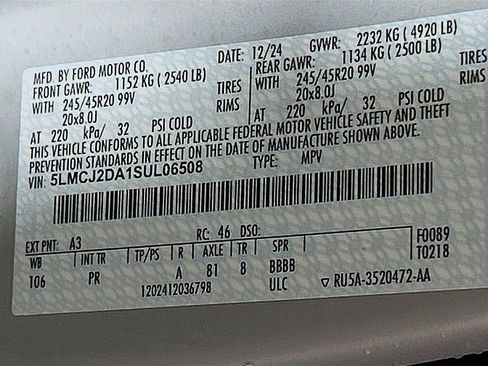 MFD. BY FORD MOTOR CO. DATE: 12/24 GVWR: 2232 KG ( 4920 LB)
FRONT GAWR: 1152 KG ( 2540 LB) REAR GAWR: 1134 KG ( 2500 LB)
WITH 245/45R20 99V TIRES WITH 245/45R20 99V TIRES
20x8.0J RIMS 20x8.0J RIMS
AT 220 kPa/ 32 PSI COLD AT 220 kPa/ 32 PSI COLD
THIS VEHICLE CONFORMS TO ALL APPLICABLE FEDERAL MOTOR VEHICLE SAFETY AND THEFT
PREVENTION STANDARDS IN EFFECT ON THE DATE OF MANUFACTURE SHOWN ABOVE.
VIN: 5LMCJ2DA1SUL06508 TYPE: MPV
EXT PNT: A3 RC: 46 DSO: F0089
WB INT TR TP/PS R AXLE TR SPR T0218
106 PR A 81 8 BBBB
1202412036798 ULC ▽ RU5A-3520472-AA